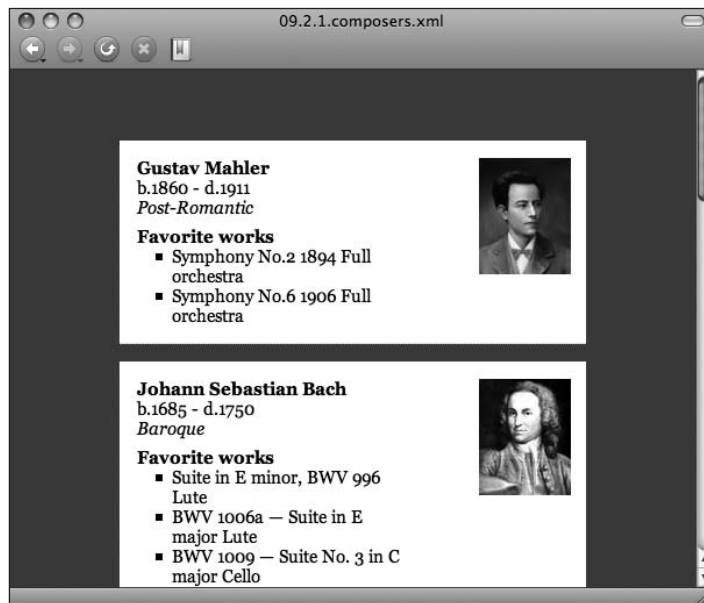 09.2.1.composers.xml
Gustav Mahler
b.1860 - d.1911
Post-Romantic
Favorite works
Symphony No.2 1894 Full
orchestra
Symphony No.6 1906 Full
orchestra
Johann Sebastian Bach
b.1685 - d.1750
Baroque
Favorite works
Suite in E minor, BWV 996
Lute
BWV 1006a — Suite in E
major Lute
BWV 1009 — Suite No. 3 in C
major Cello